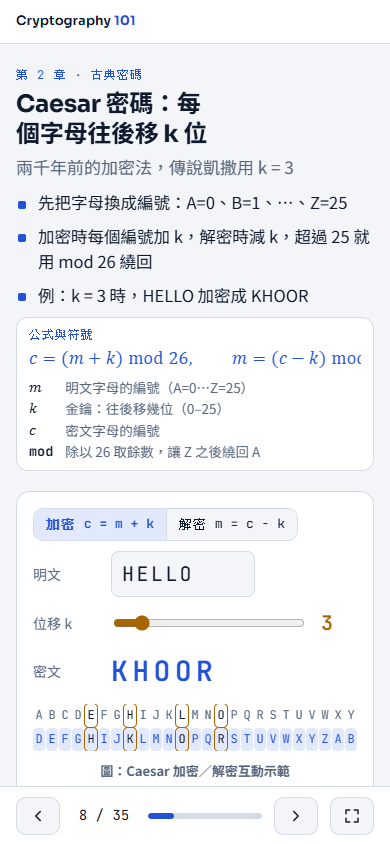 Cryptography 101
第 2 章 · 古典密碼
Caesar 密碼：每
個字母往後移 k 位
兩千年前的加密法，傳說凱撒用 k = 3
先把字母換成編號：A=0、B=1、…、Z=25
加密時每個編號加 k，解密時減 k，超過 25 就
用 mod 26 繞回
例：k = 3 時，HELLO 加密成 KHOOR
公式與符號
c = (m + k) mod 26, m = (c − k) mod
m 明文字母的編號（A=0…Z=25）
k 金鑰：往後移幾位（0–25）
c 密文字母的編號
mod 除以 26 取餘數，讓 Z 之後繞回 A
加密 c = m + k 解密 m = c - k
明文 HELLO
位移 k 3
密文 KHOOR
A B C D E F G H I J K L M N O P Q R S T U V W X Y
D E F G H I J K L M N O P Q R S T U V W X Y Z A B
圖：Caesar 加密／解密互動示範
8 / 35